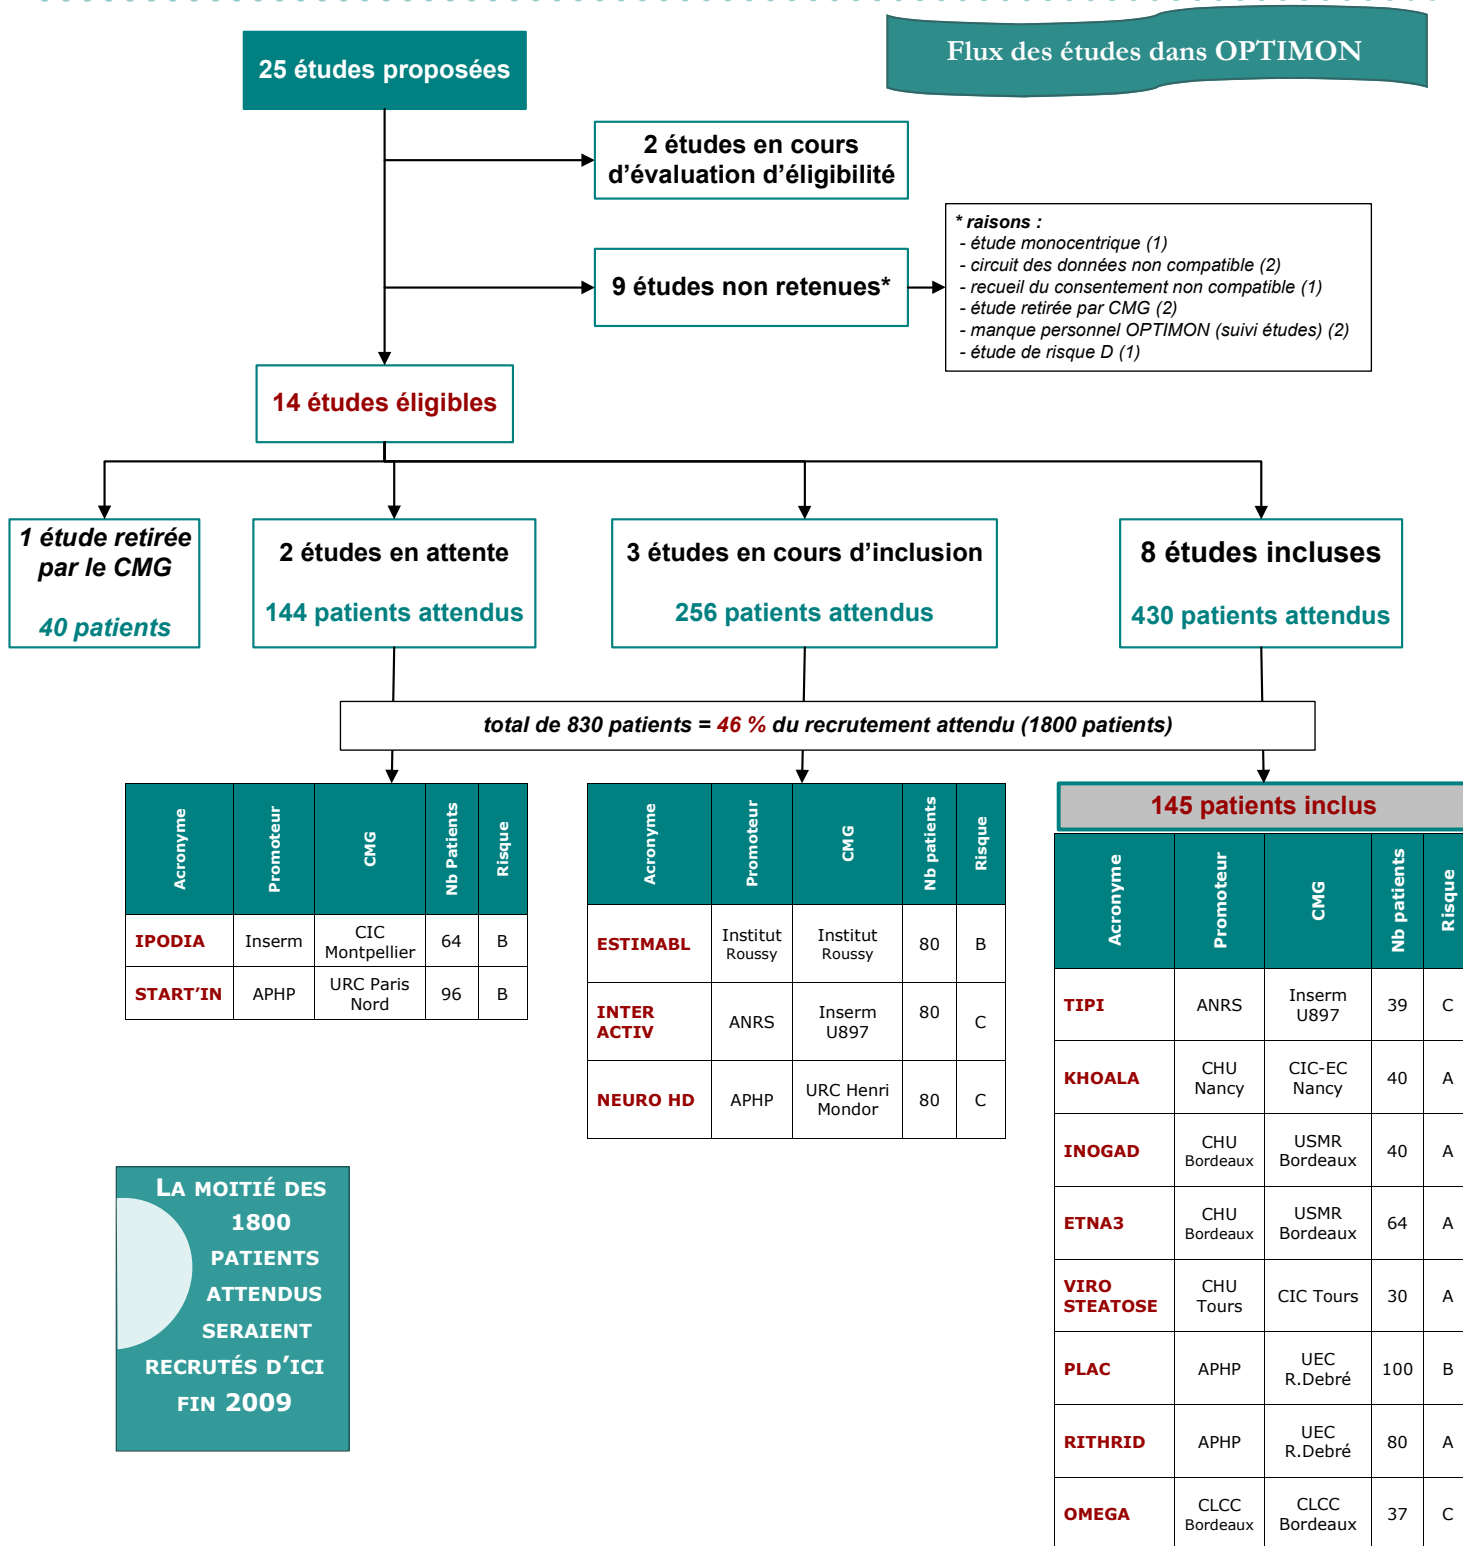 Flux des études dans OPTIMON
25 études proposées
2 études en cours
d'évaluation d'éligibilité
9 études non retenues*
* raisons :
- étude monocentrique (1)
- circuit des données non compatible (2)
- recueil du consentement non compatible (1)
- étude retirée par CMG (2)
- manque personnel OPTIMON (suivi études) (2)
- étude de risque D (1)
14 études éligibles
1 étude retirée
par le CMG
40 patients
2 études en attente
144 patients attendus
3 études en cours d'inclusion
256 patients attendus
8 études incluses
430 patients attendus
total de 830 patients = 46 % du recrutement attendu (1800 patients)
Acronyme Promoteur CMG Nb Patients Risque
IPODIA Inserm CIC Montpellier 64 B
START'IN APHP URC Paris Nord 96 B
Acronyme Promoteur CMG Nb patients Risque
ESTIMABL Institut Roussy Institut Roussy 80 B
INTER ACTIV ANRS Inserm U897 80 C
NEURO HD APHP URC Henri Mondor 80 C
145 patients inclus
Acronyme Promoteur CMG Nb patients Risque
TIPI ANRS Inserm U897 39 C
KHOALA CHU Nancy CIC-EC Nancy 40 A
INOGAD CHU Bordeaux USMR Bordeaux 40 A
ETNA3 CHU Bordeaux USMR Bordeaux 64 A
VIRO STEATOSE CHU Tours CIC Tours 30 A
PLAC APHP UEC R.Debré 100 B
RITHRID APHP UEC R.Debré 80 A
OMEGA CLCC Bordeaux CLCC Bordeaux 37 C
LA MOITIÉ DES
1800
PATIENTS
ATTENDUS
SERAIENT
RECRUTÉS D'ICI
FIN 2009